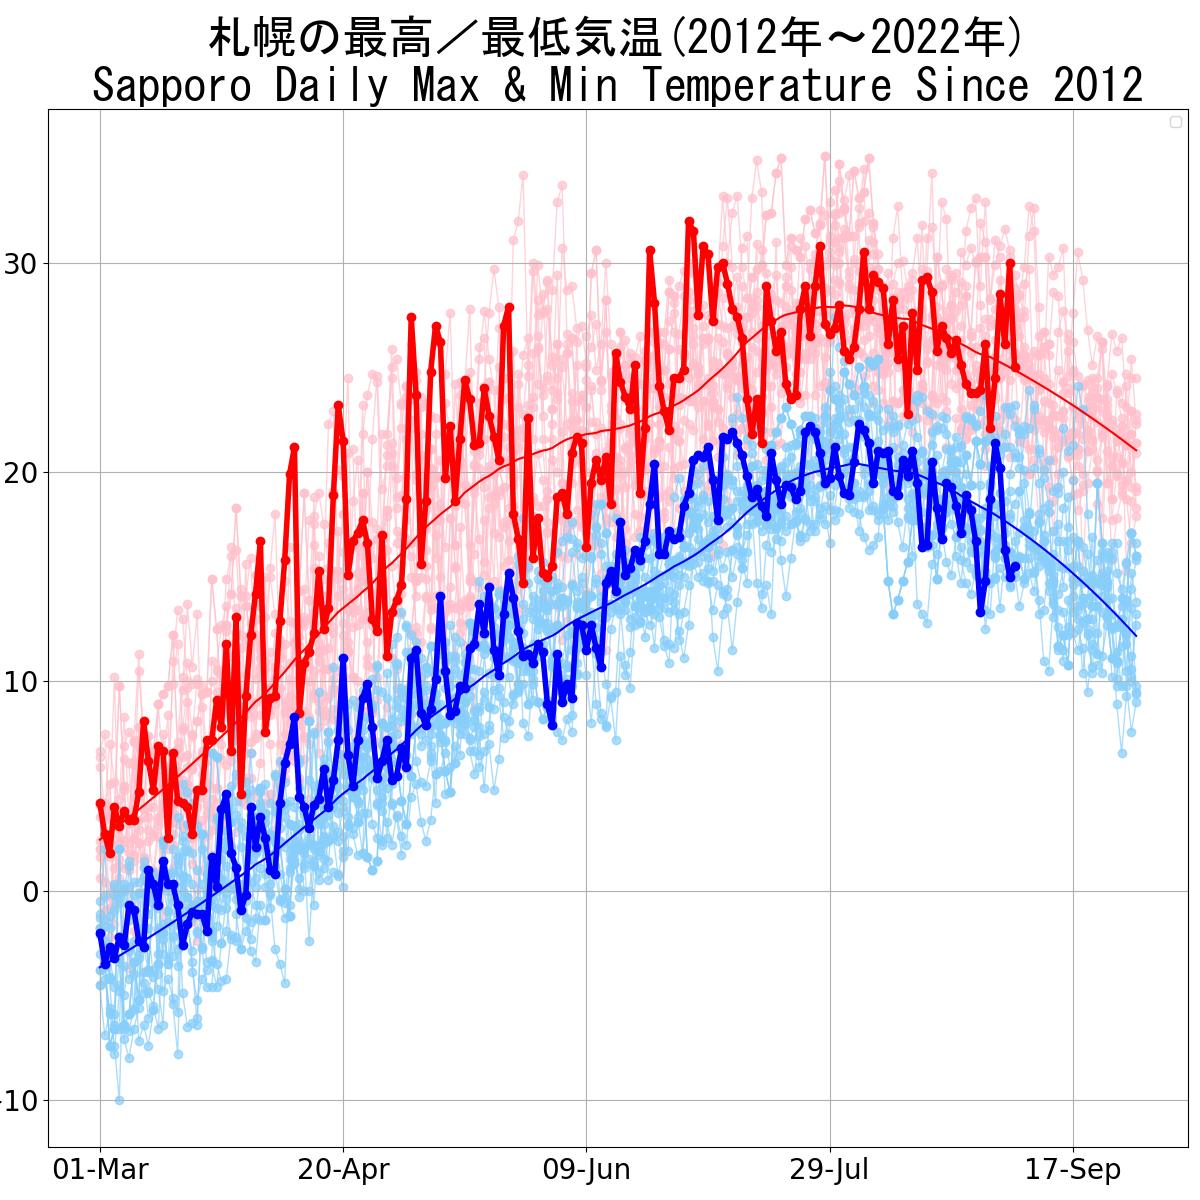 札幌の最高／最低気温(2012年～2022年)
Sapporo Daily Max & Min Temperature Since 2012
30
20
10
0
-10
01-Mar 20-Apr 09-Jun 29-Jul 17-Sep